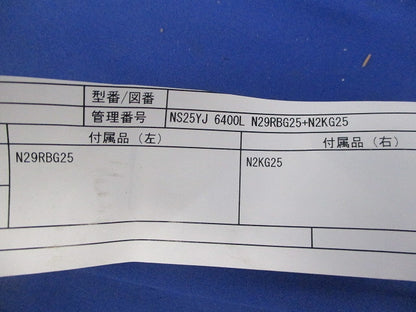 型番/図番
管理番号 NS25YJ 6400L N29RBG25+N2KG25
付属品（左） 付属品（右）
N29RBG25 N2KG25